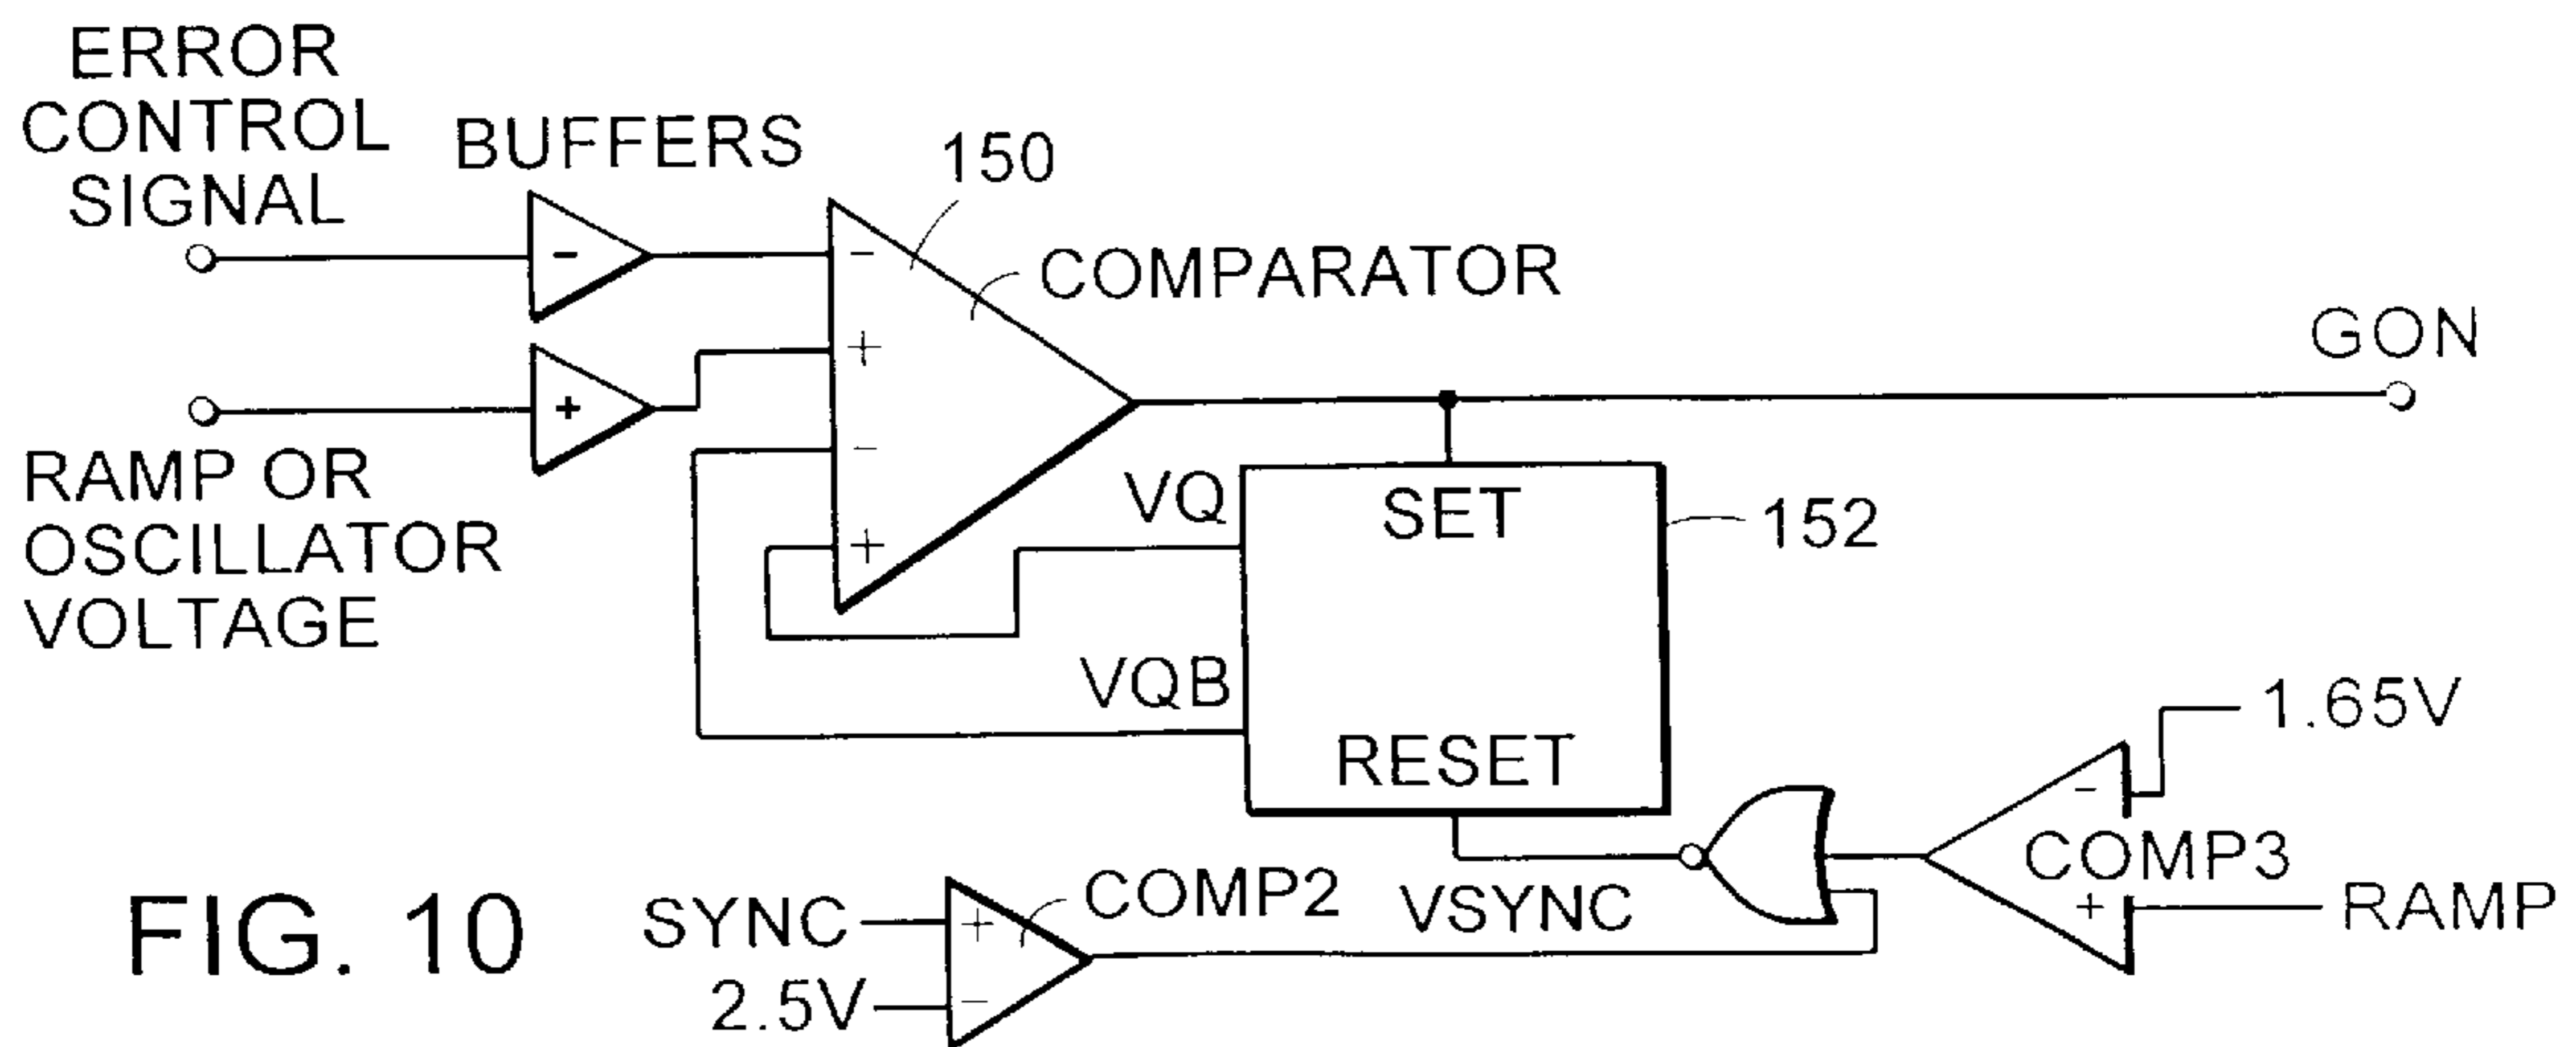 ERROR
CONTROL
SIGNAL
BUFFERS
150
COMPARATOR
GON
-
+
-
+
-
+
RAMP OR
OSCILLATOR
VOLTAGE
VQ
SET
152
VQB
RESET
1.65V
-
COMP3
+
RAMP
VSYNC
SYNC
+
COMP2
2.5V
-
FIG. 10